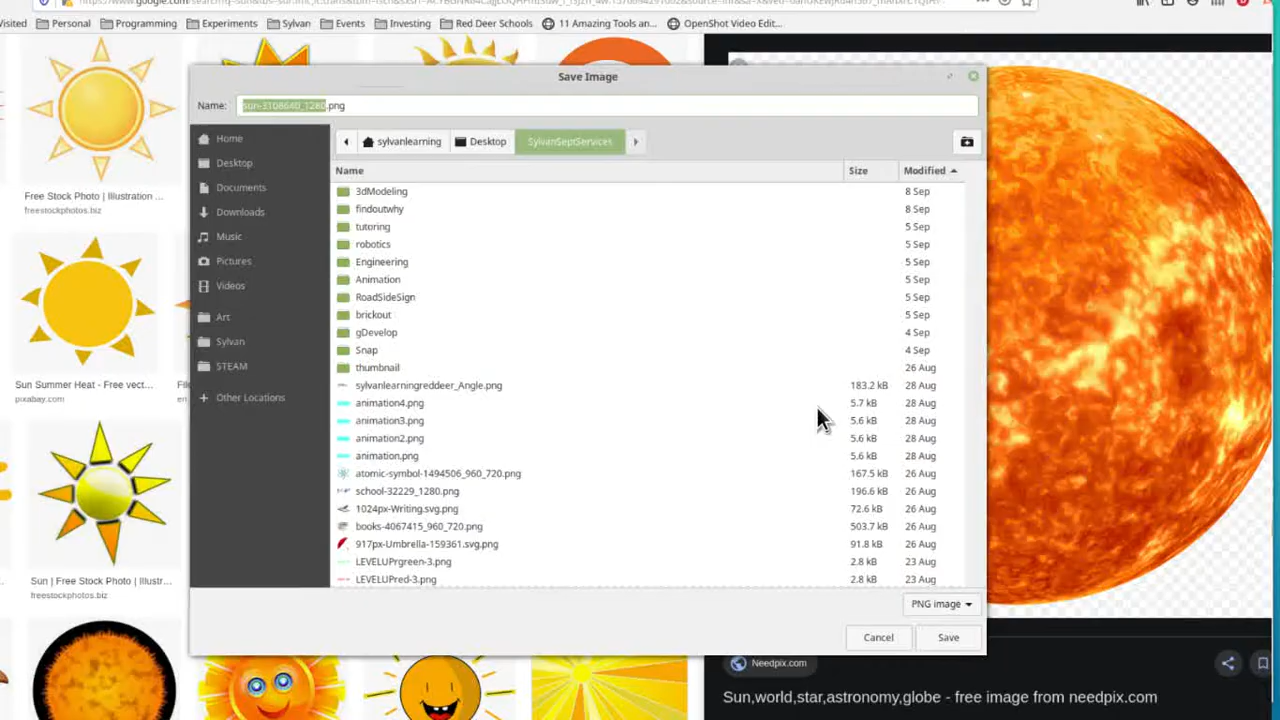 Visited Personal Programming Experiments Sylvan Events Investing Red Deer Schools 11 Amazing Tools an... OpenShot Video Edit...
Save Image
Name: sun-3108640_1280.png
Home
Desktop
Documents
Downloads
Music
Pictures
Videos
Art
Sylvan
STEAM
Other Locations
sylvanlearning Desktop SylvanSeptServices
Name Size Modified
3dModeling 8 Sep
findoutwhy 8 Sep
tutoring 5 Sep
robotics 5 Sep
Engineering 5 Sep
Animation 5 Sep
RoadSideSign 5 Sep
brickout 5 Sep
gDevelop 4 Sep
Snap 4 Sep
thumbnail 26 Aug
sylvanlearningreddeer_Angle.png 183.2 kB 28 Aug
animation4.png 5.7 kB 28 Aug
animation3.png 5.6 kB 28 Aug
animation2.png 5.6 kB 28 Aug
animation.png 5.6 kB 28 Aug
atomic-symbol-1494506_960_720.png 167.5 kB 26 Aug
school-32229_1280.png 196.6 kB 26 Aug
1024px-Writing.svg.png 72.6 kB 26 Aug
books-4067415_960_720.png 503.7 kB 26 Aug
917px-Umbrella-159361.svg.png 91.8 kB 26 Aug
LEVELUPrgreen-3.png 2.8 kB 23 Aug
LEVELUPred-3.png 2.8 kB 23 Aug
PNG image
Cancel Save
Free Stock Photo | Illustration ...
freestockphotos.biz
Sun Summer Heat - Free vect...
pixabay.com
Sun | Free Stock Photo | Illustr...
freestockphotos.biz
Needpix.com
Sun,world,star,astronomy,globe - free image from needpix.com